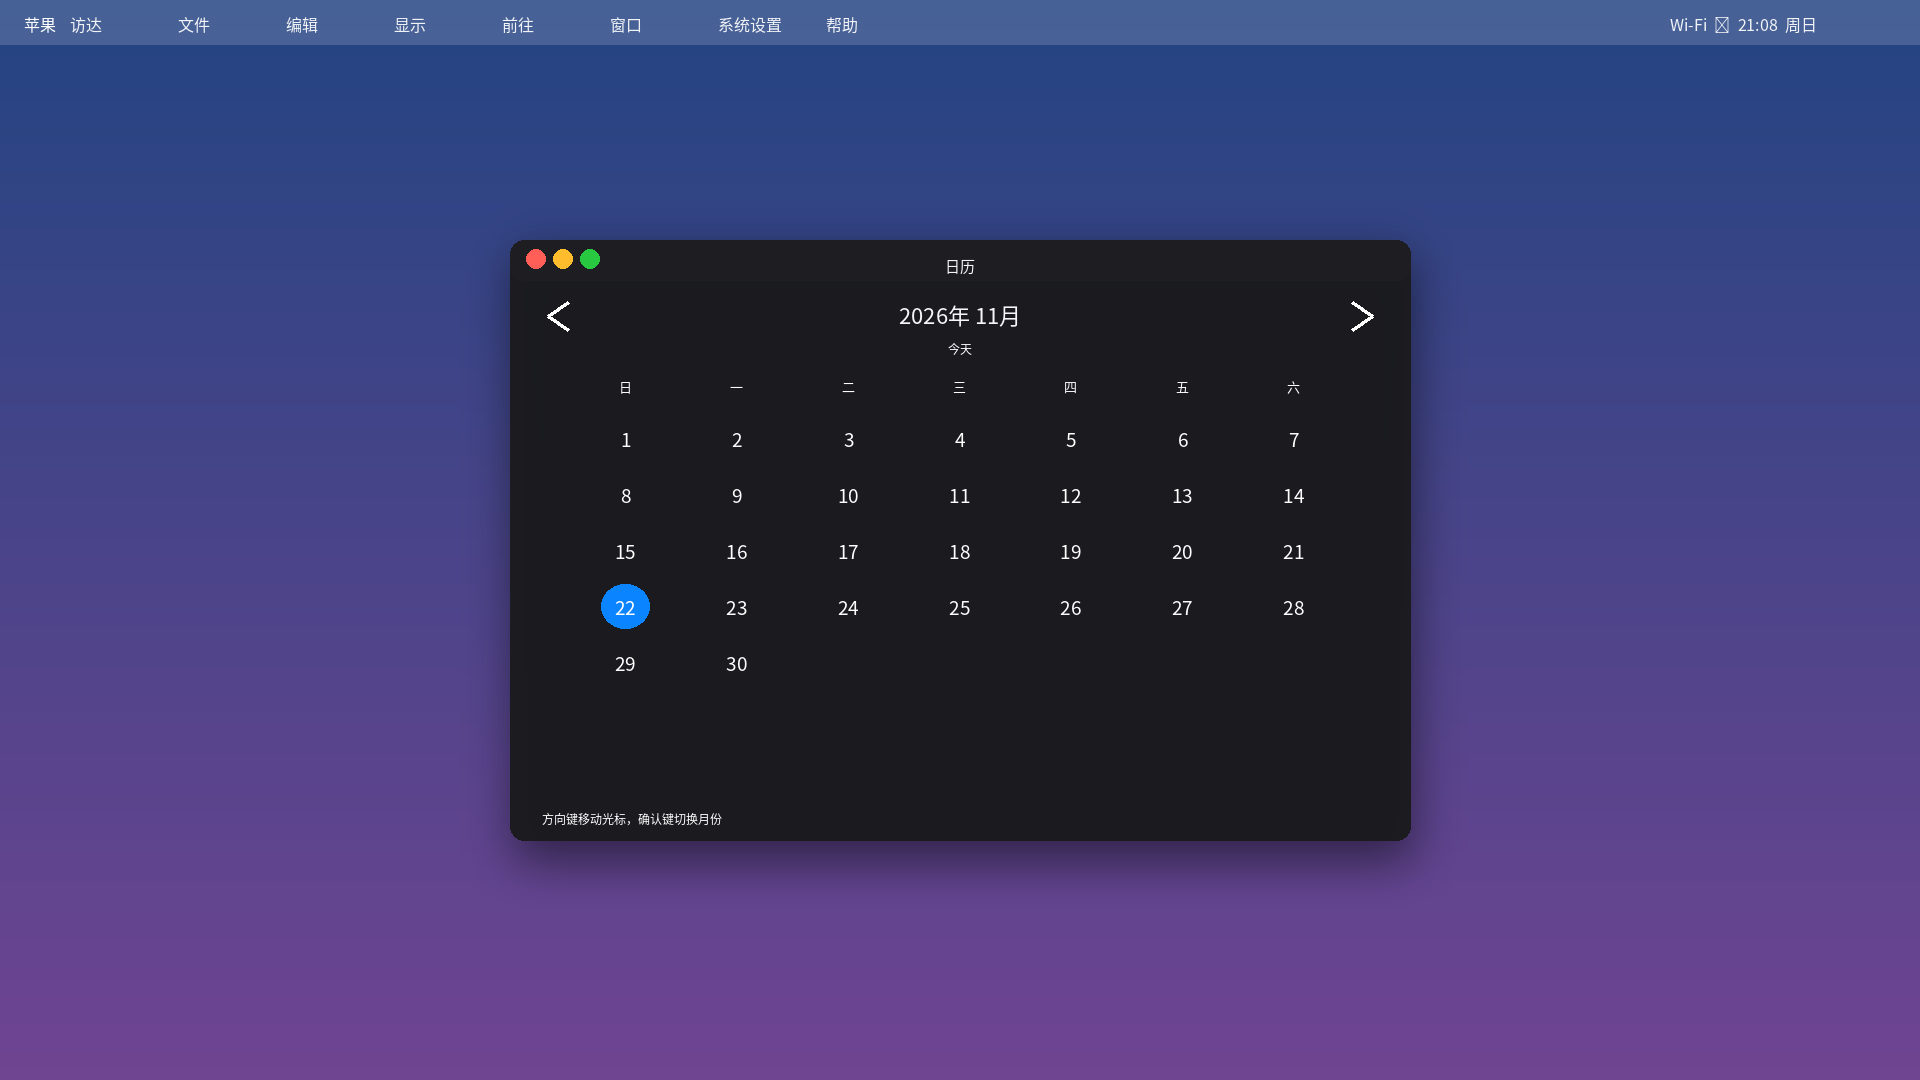 苹果 访达 文件 编辑 显示 前往 窗口 系统设置 帮助 Wi-Fi 21:08 周日
日历
2026年 11月
今天
日 一 二 三 四 五 六
1 2 3 4 5 6 7
8 9 10 11 12 13 14
15 16 17 18 19 20 21
22 23 24 25 26 27 28
29 30
方向键移动光标，确认键切换月份